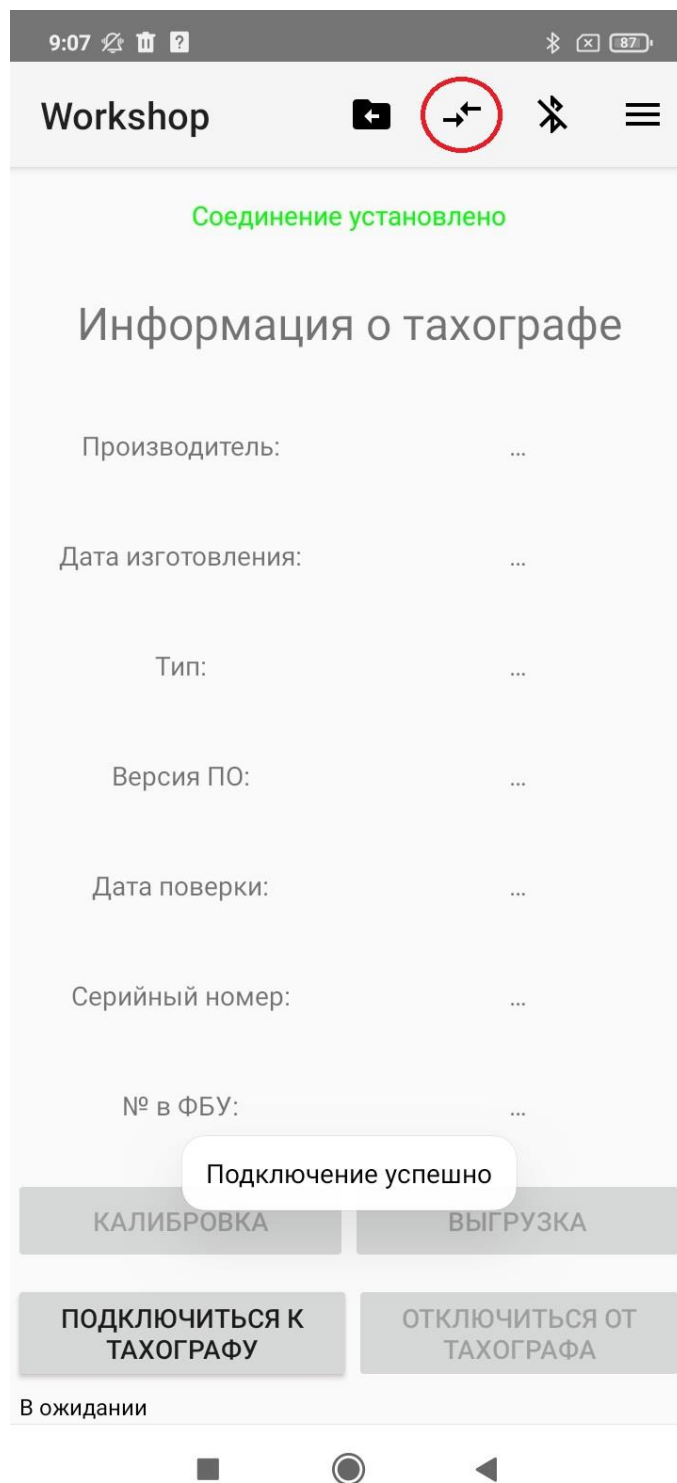 9:07 ? 87
Workshop
Соединение установлено
Информация о тахографе
Производитель: ...
Дата изготовления: ...
Тип: ...
Версия ПО: ...
Дата поверки: ...
Серийный номер: ...
№ в ФБУ: ...
Подключение успешно
КАЛИБРОВКА ВЫГРУЗКА
ПОДКЛЮЧИТЬСЯ К ОТКЛЮЧИТЬСЯ ОТ
ТАХОГРАФУ ТАХОГРАФА
В ожидании